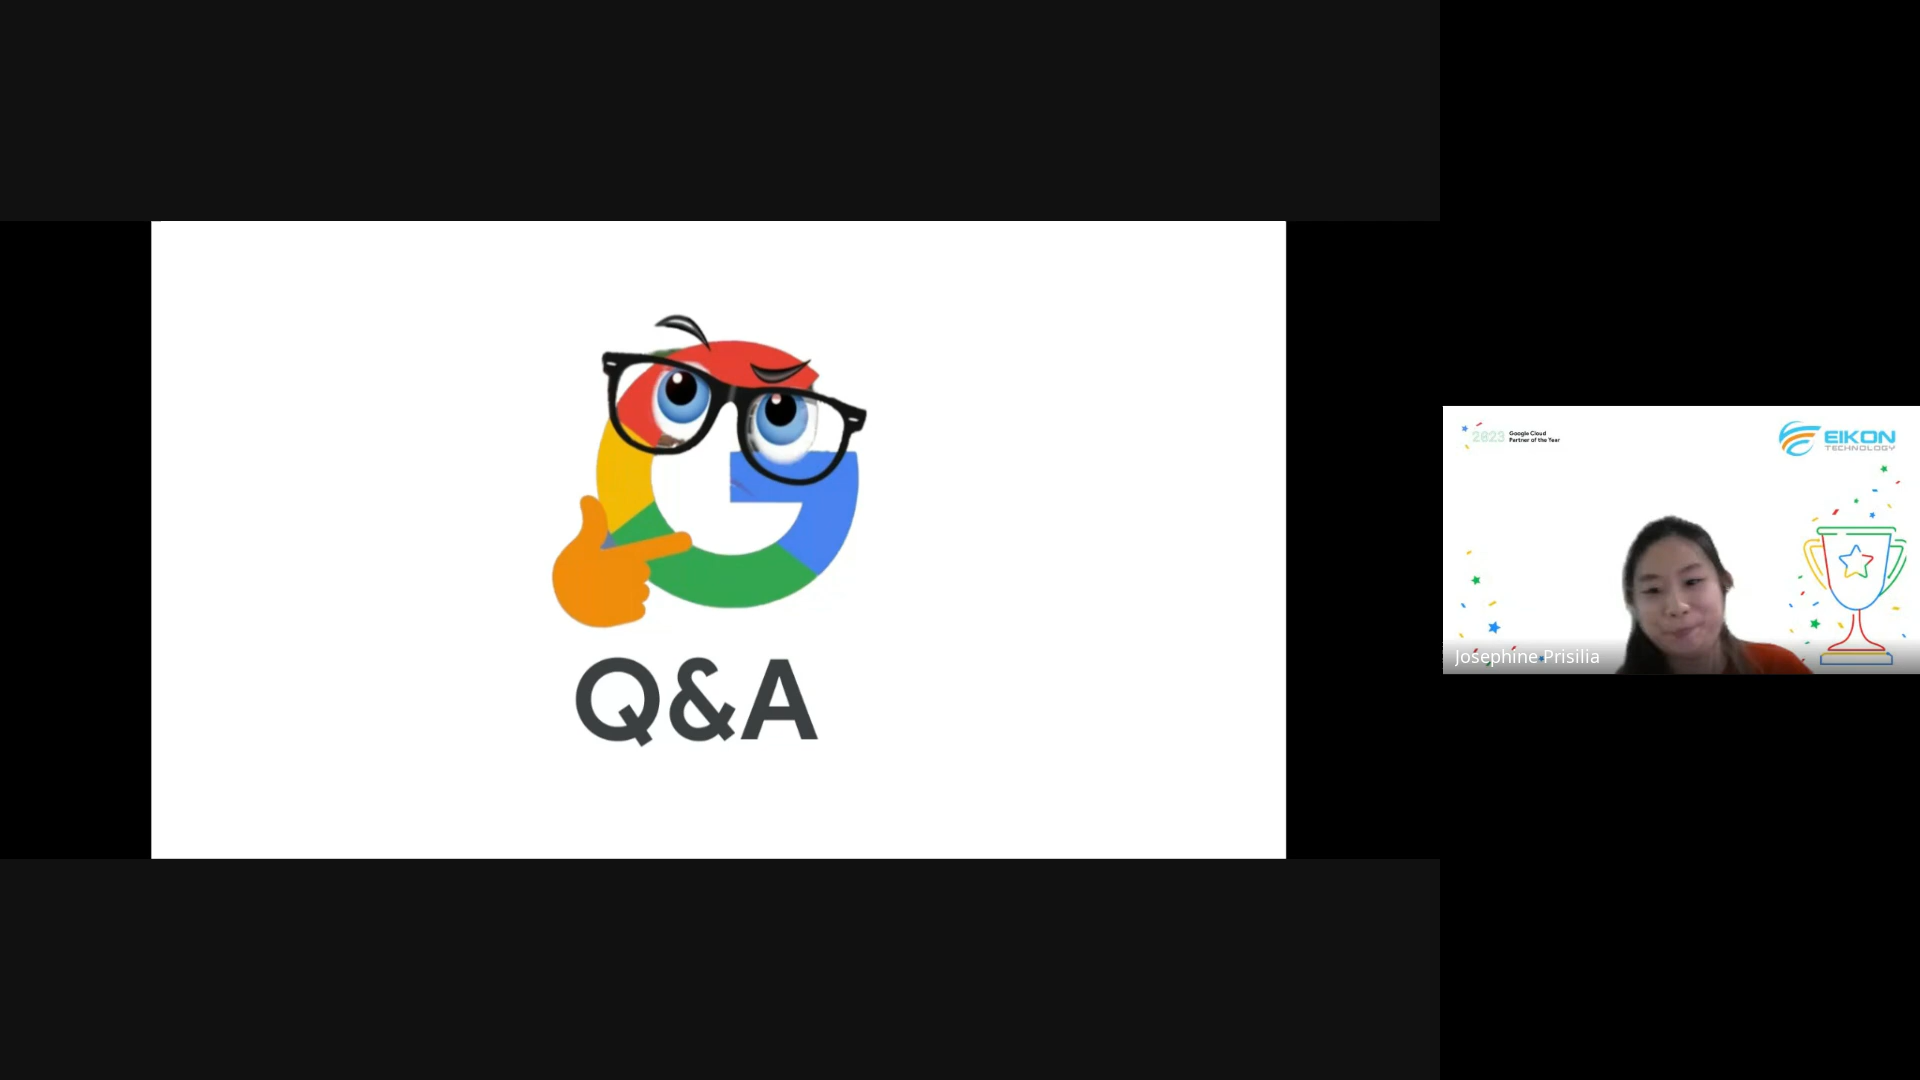 Q&A
2023 Google Cloud
Partner of the Year
EIKON
TECHNOLOGY
Josephine Prisilia